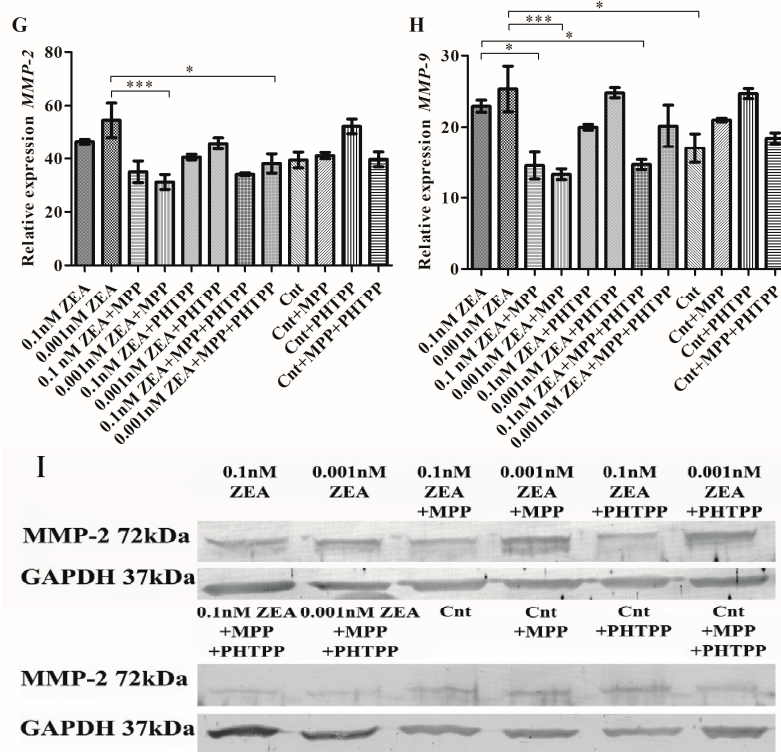 G
Relative expression MMP-2
80
60
40
20
0
***
*
0.1nM ZEA
0.001nM ZEA
0.1 nM ZEA+MPP
0.001nM ZEA+MPP
0.1nM ZEA+PHTPP
0.001nM ZEA+PHTPP
0.1nM ZEA+MPP+PHTPP
0.001nM ZEA+MPP+PHTPP
Cnt
Cnt+MPP
Cnt+PHTPP
Cnt+MPP+PHTPP
H
Relative expression MMP-9
30
20
10
0
*
***
*
*
0.1nM ZEA
0.001nM ZEA
0.1 nM ZEA+MPP
0.001nM ZEA+MPP
0.1nM ZEA+PHTPP
0.001nM ZEA+PHTPP
0.1nM ZEA+MPP+PHTPP
0.001nM ZEA+MPP+PHTPP
Cnt
Cnt+MPP
Cnt+PHTPP
Cnt+MPP+PHTPP
I
0.1nM
ZEA
0.001nM
ZEA
0.1nM
ZEA
+MPP
0.001nM
ZEA
+MPP
0.1nM
ZEA
+PHTPP
0.001nM
ZEA
+PHTPP
MMP-2 72kDa
GAPDH 37kDa
0.1nM ZEA
+MPP
+PHTPP
0.001nM ZEA
+MPP
+PHTPP
Cnt
Cnt
+MPP
Cnt
+PHTPP
Cnt
+MPP
+PHTPP
MMP-2 72kDa
GAPDH 37kDa